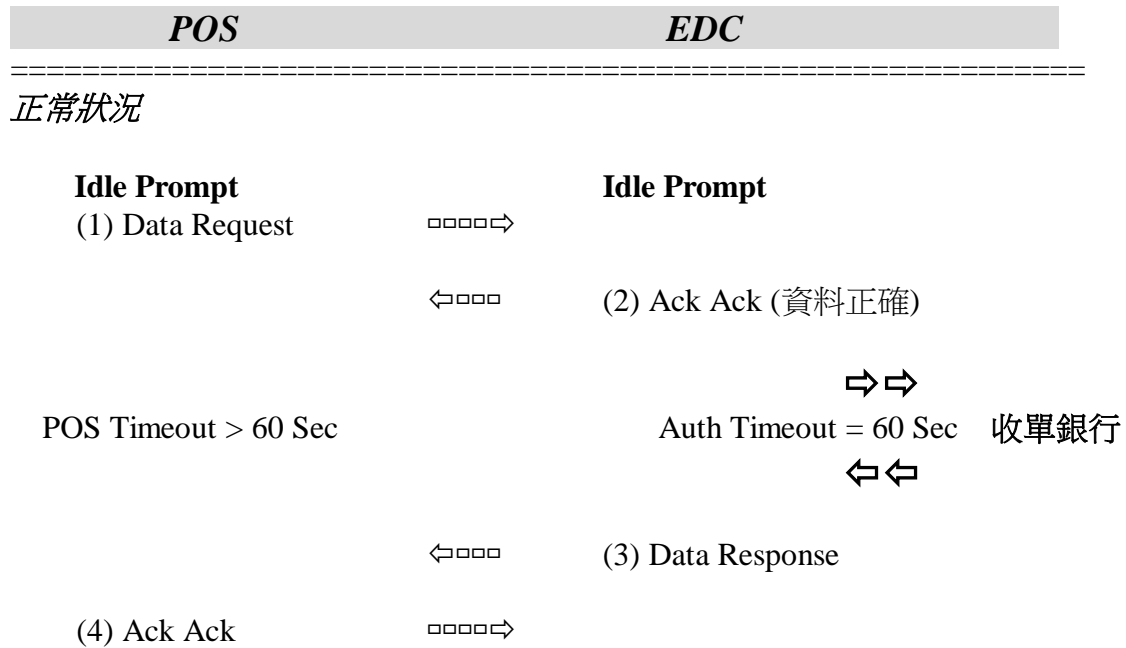 POS EDC
============================================================
正常狀況
Idle Prompt Idle Prompt
(1) Data Request
(2) Ack Ack (資料正確)
POS Timeout > 60 Sec Auth Timeout = 60 Sec 收單銀行
(3) Data Response
(4) Ack Ack